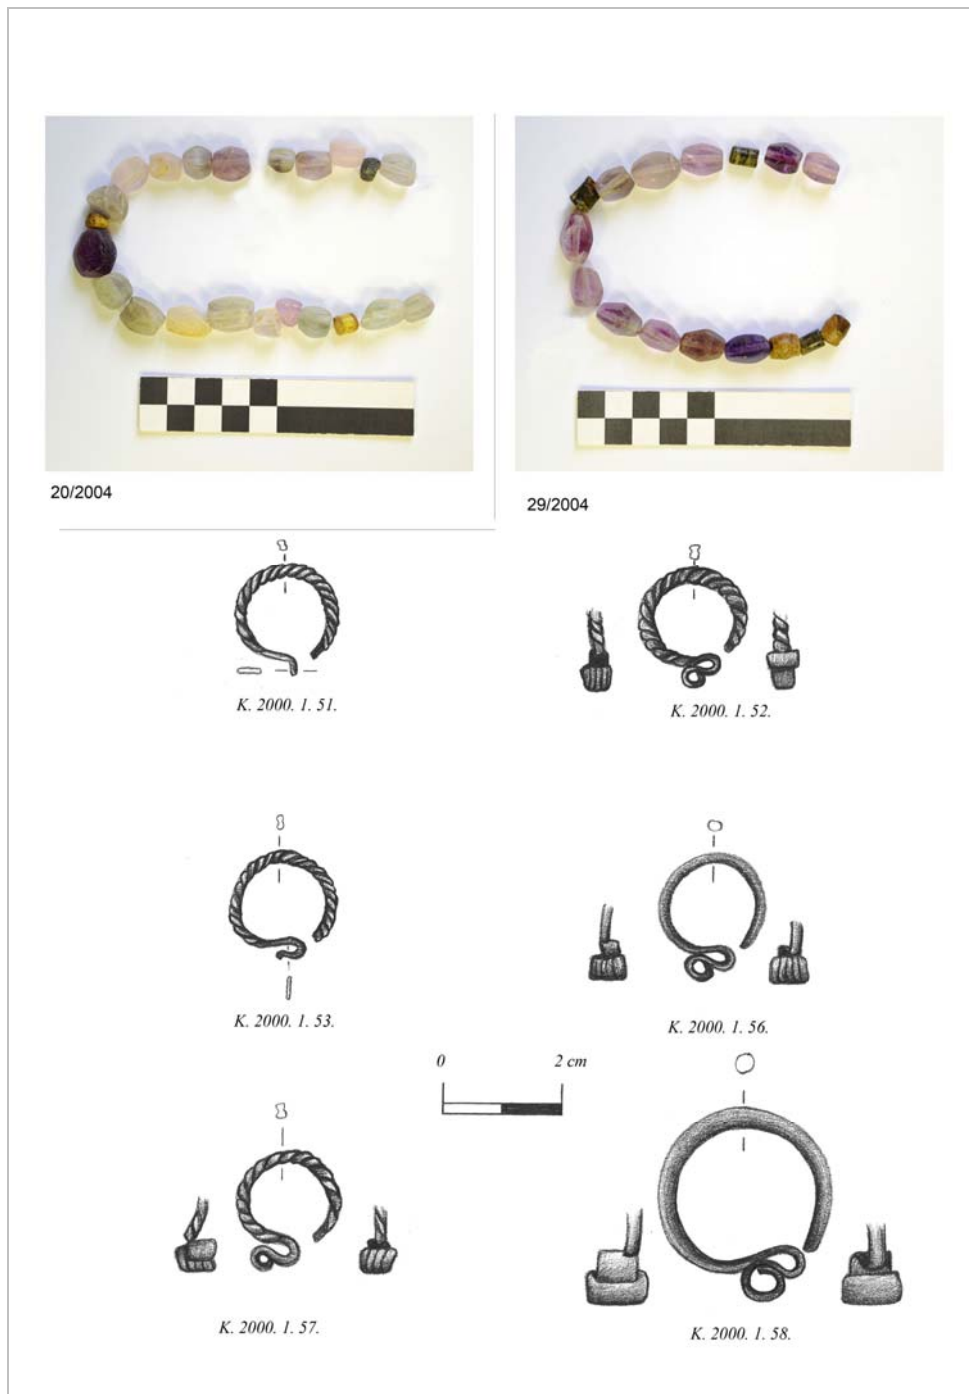 20/2004
29/2004
K. 2000. 1. 51.
K. 2000. 1. 52.
K. 2000. 1. 53.
K. 2000. 1. 56.
0 2 cm
K. 2000. 1. 57.
K. 2000. 1. 58.